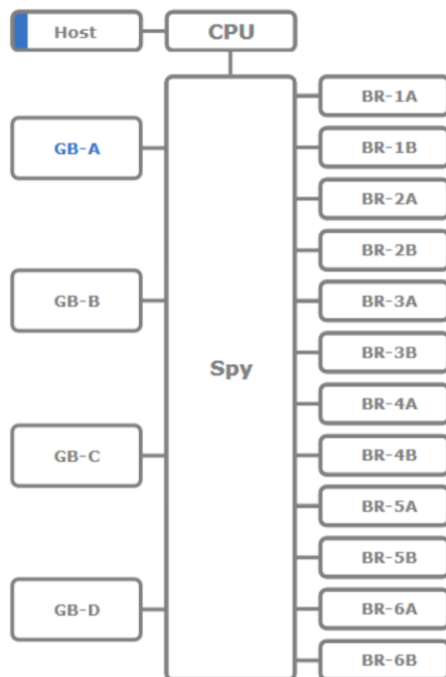 Host
CPU
BR-1A
BR-1B
GB-A
BR-2A
BR-2B
GB-B
BR-3A
BR-3B
Spy
BR-4A
GB-C
BR-4B
BR-5A
BR-5B
GB-D
BR-6A
BR-6B